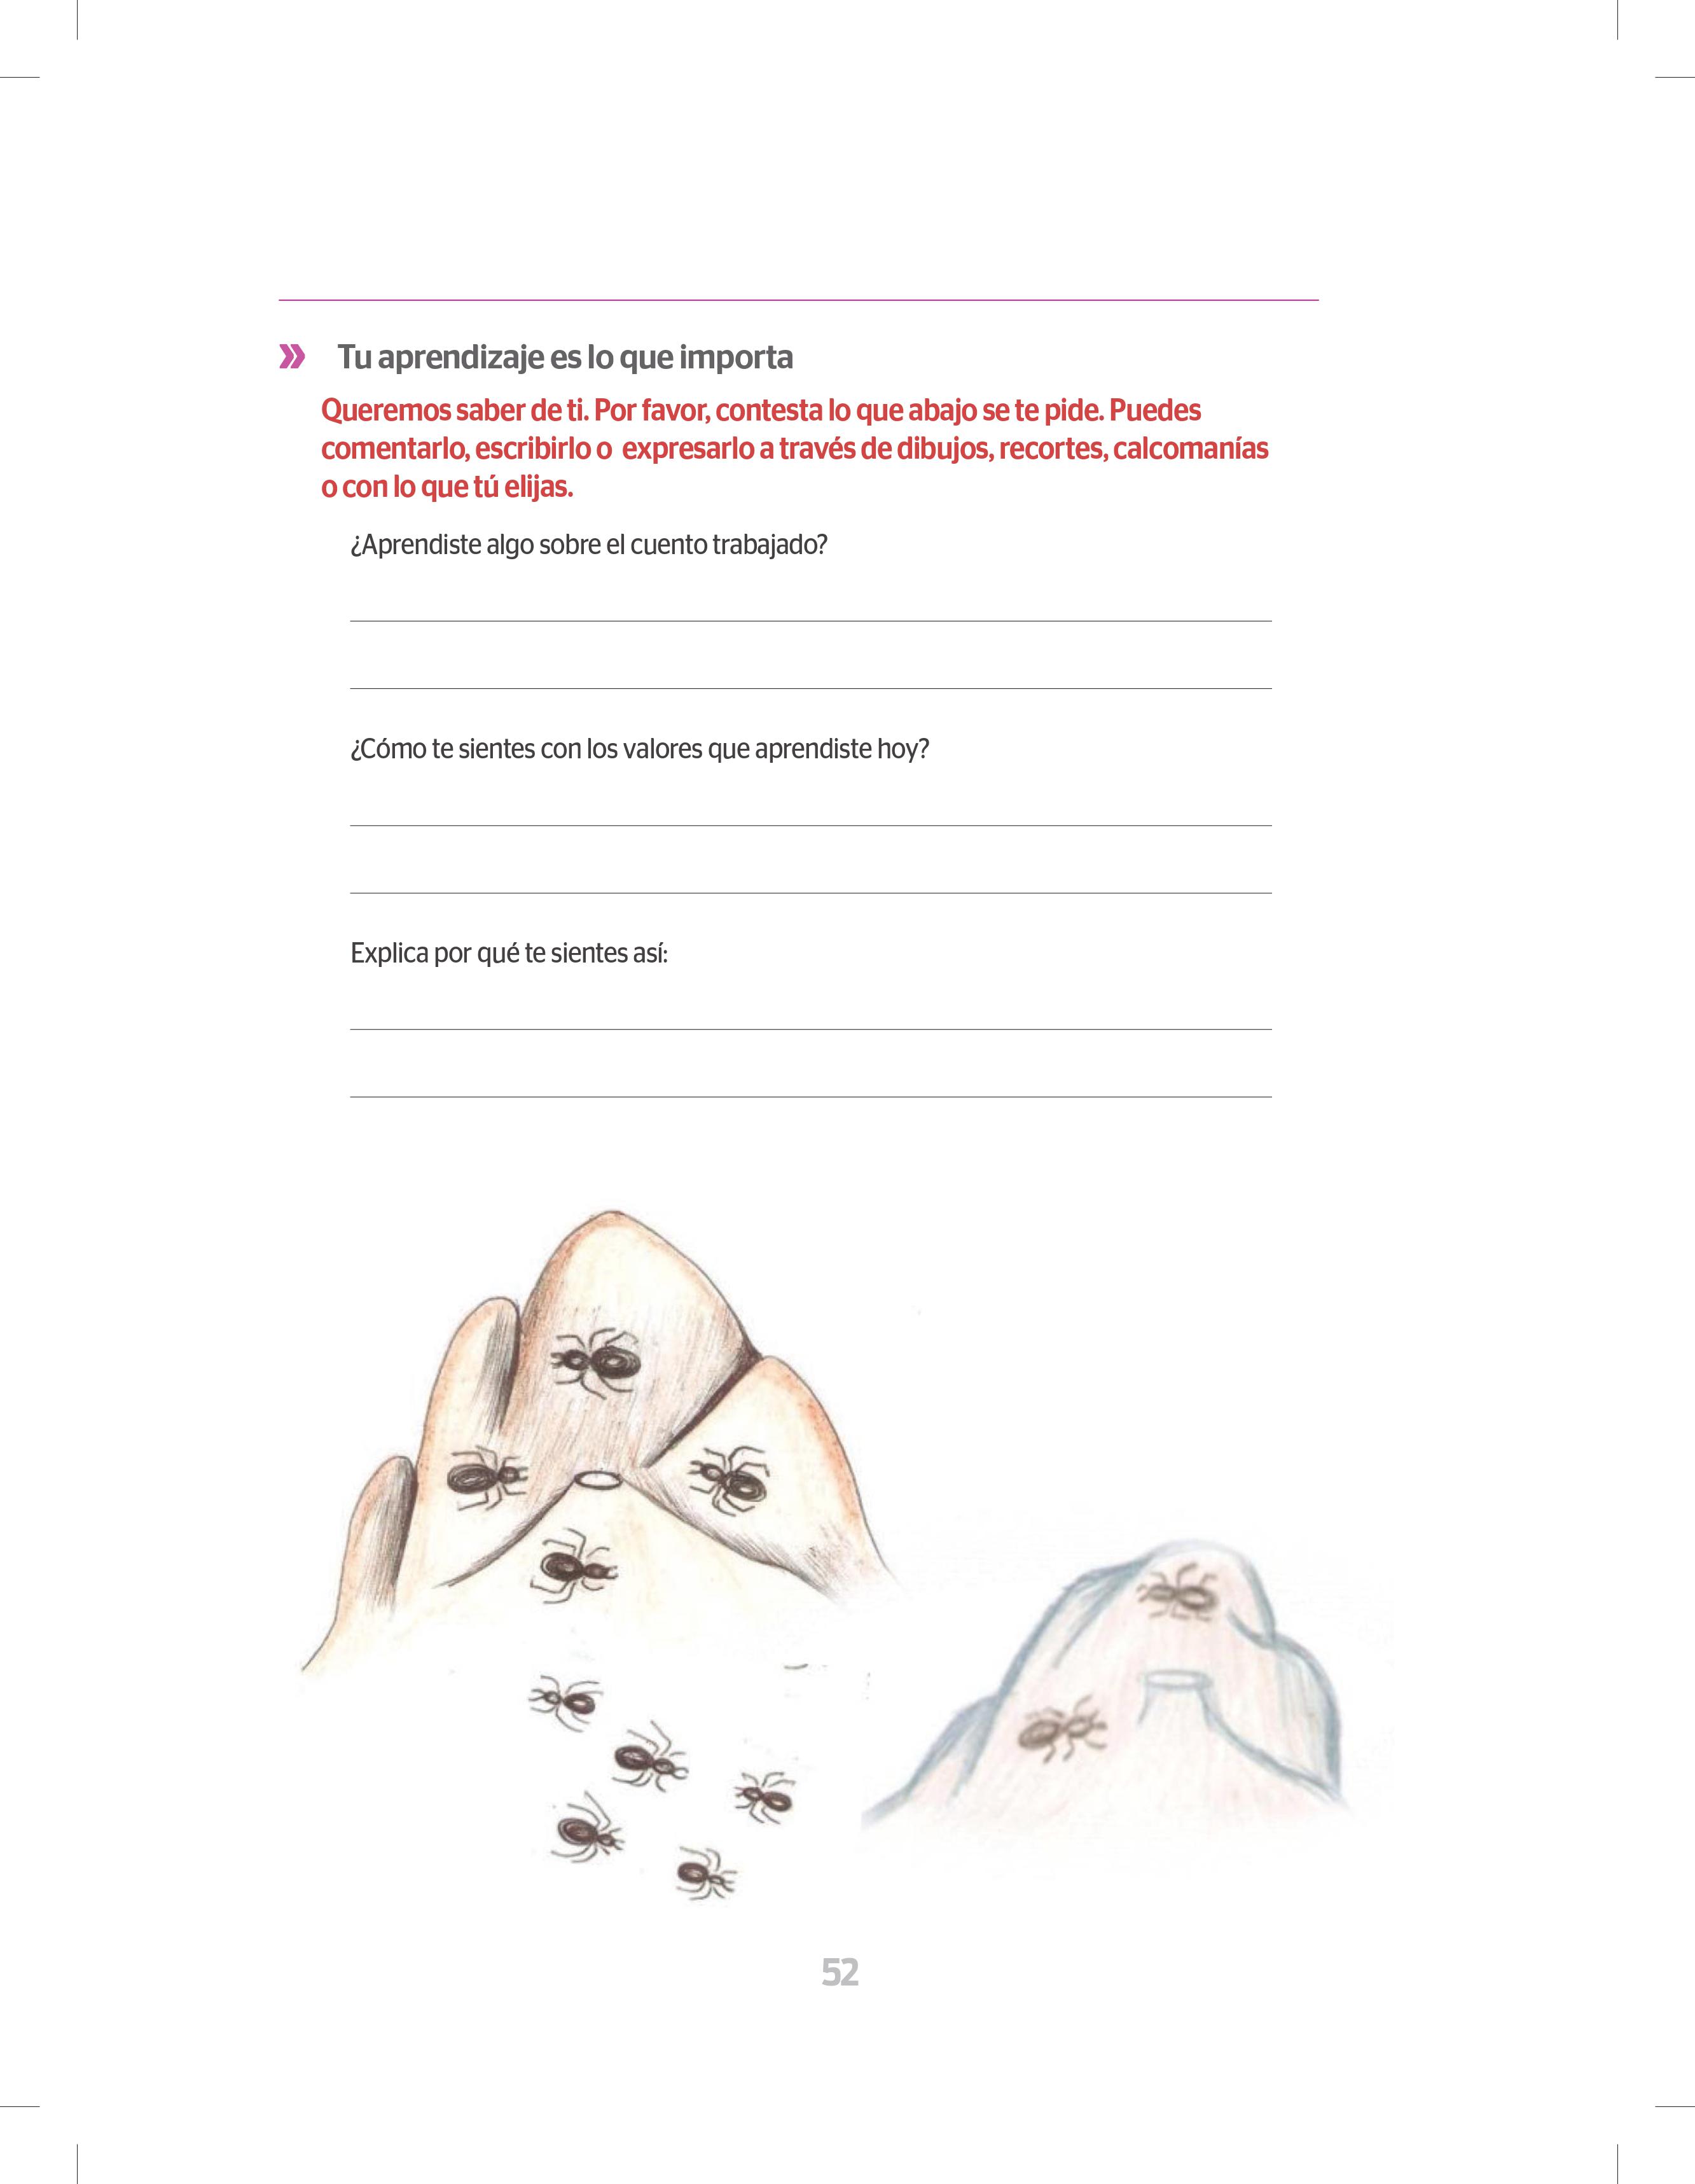 » Tu aprendizaje es lo que importa
Queremos saber de ti. Por favor, contesta lo que abajo se te pide. Puedes
comentarlo, escribirlo o expresarlo a través de dibujos, recortes, calcomanías
o con lo que tú elijas.
¿Aprendiste algo sobre el cuento trabajado?
¿Cómo te sientes con los valores que aprendiste hoy?
Explica por qué te sientes así:
52